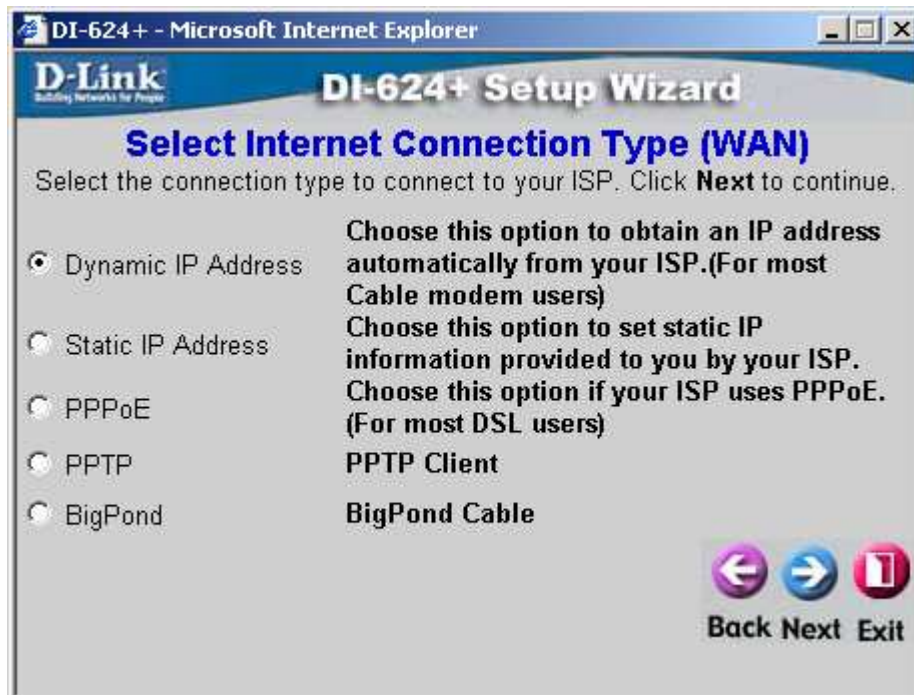 DI-624+ - Microsoft Internet Explorer
D-Link
Building Networks for People
DI-624+ Setup Wizard
Select Internet Connection Type (WAN)
Select the connection type to connect to your ISP. Click Next to continue.
Dynamic IP Address
Choose this option to obtain an IP address
automatically from your ISP.(For most
Cable modem users)
Static IP Address
Choose this option to set static IP
information provided to you by your ISP.
PPPoE
Choose this option if your ISP uses PPPoE.
(For most DSL users)
PPTP
PPTP Client
BigPond
BigPond Cable
Back Next Exit